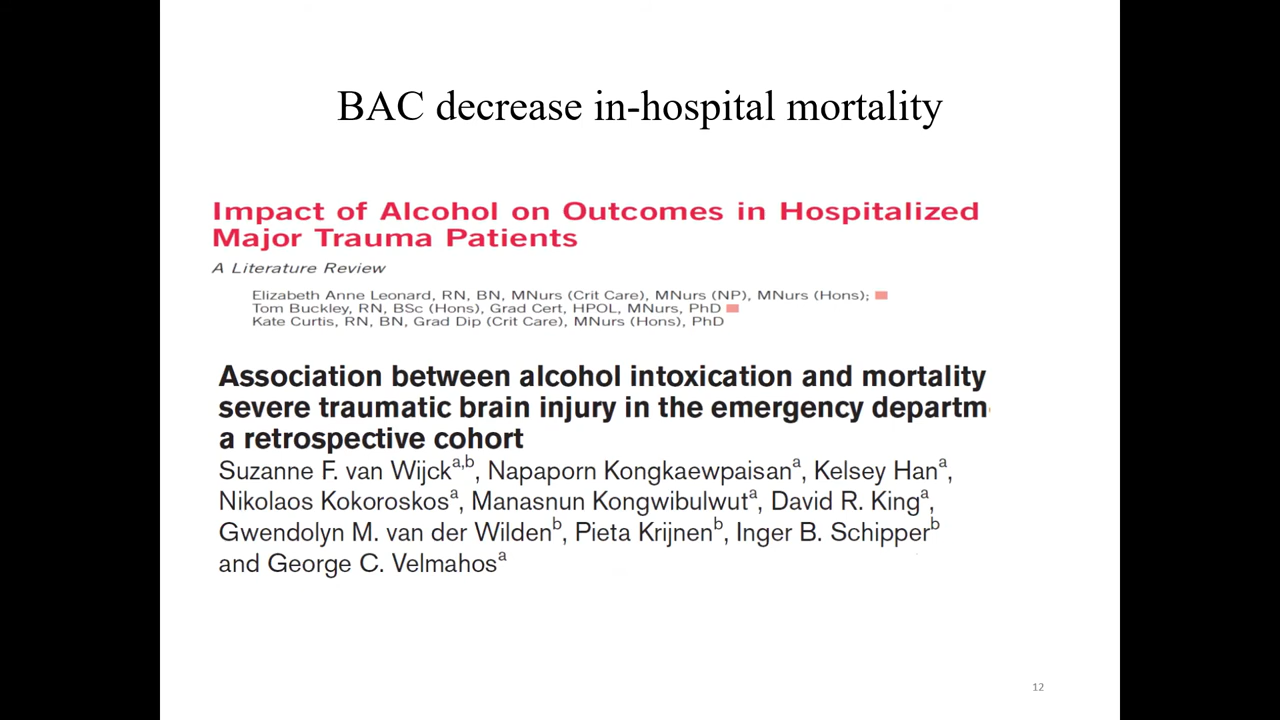 BAC decrease in-hospital mortality
Impact of Alcohol on Outcomes in Hospitalized
Major Trauma Patients
A Literature Review
Elizabeth Anne Leonard, RN, BN, MNurs (Crit Care), MNurs (NP), MNurs (Hons);
Tom Buckley, RN, BSc (Hons), Grad Cert, HPOL, MNurs, PhD
Kate Curtis, RN, BN, Grad Dip (Crit Care), MNurs (Hons), PhD
Association between alcohol intoxication and mortality
severe traumatic brain injury in the emergency departm
a retrospective cohort
Suzanne F. van Wijckᵃ,ᵇ, Napaporn Kongkaewpaisanᵃ, Kelsey Hanᵃ,
Nikolaos Kokoroskosᵃ, Manasnun Kongwibulwutᵃ, David R. Kingᵃ,
Gwendolyn M. van der Wildenᵇ, Pieta Krijnenᵇ, Inger B. Schipperᵇ
and George C. Velmahosᵃ
12